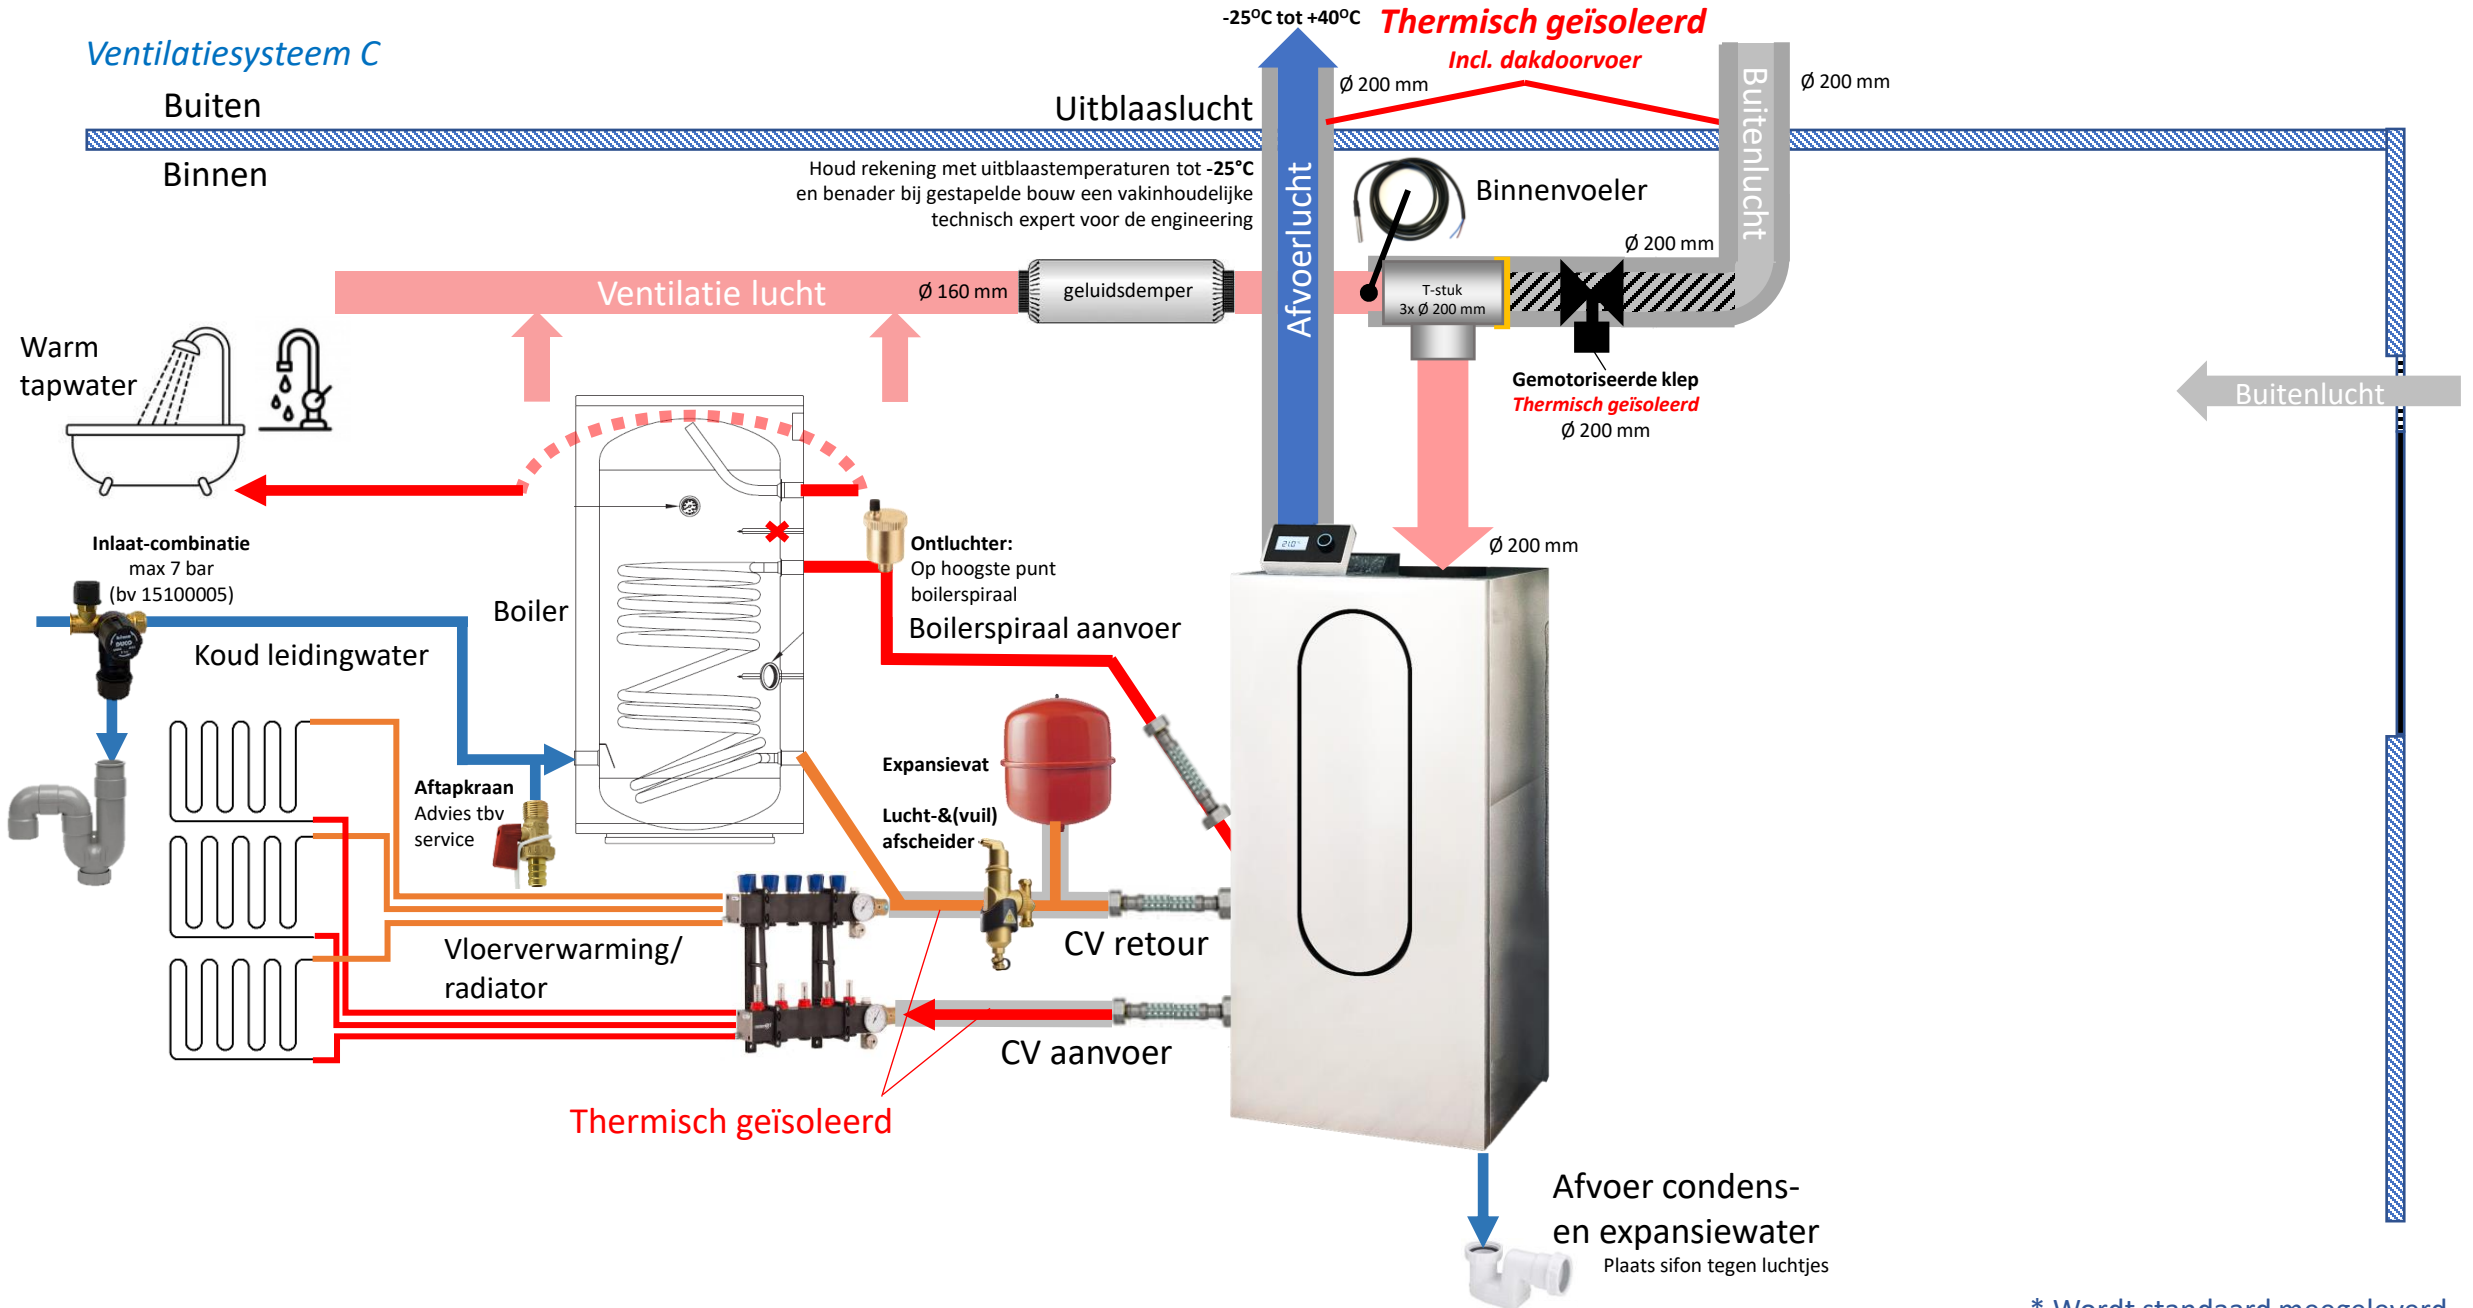 -25°C tot +40°C
Thermisch geïsoleerd
Incl. dakdoorvoer
Ventilatiesysteem C
Buiten
Binnen
Uitblaaslucht
Ø 200 mm
Ø 200 mm
Buitenlucht
Houd rekening met uitblaastemperaturen tot -25°C
en benader bij gestapelde bouw een vakinhoudelijke
technisch expert voor de engineering
Afvoerlucht
Binnenvoeler
Ø 200 mm
Ventilatie lucht
Ø 160 mm
geluidsdemper
T-stuk
3x Ø 200 mm
Gemotoriseerde klep
Thermisch geïsoleerd
Ø 200 mm
Buitenlucht
Warm
tapwater
Inlaat-combinatie
max 7 bar
(bv 15100005)
Koud leidingwater
Boiler
Ontluchter:
Op hoogste punt
boilerspiraal
Boilerspiraal aanvoer
Ø 200 mm
21.0°
Aftapkraan
Advies tbv
service
Expansievat
Lucht-&(vuil)
afscheider
Vloerverwarming/
radiator
CV retour
CV aanvoer
Thermisch geïsoleerd
Afvoer condens-
en expansiewater
Plaats sifon tegen luchtjes
* Wordt standaard meegeleverd